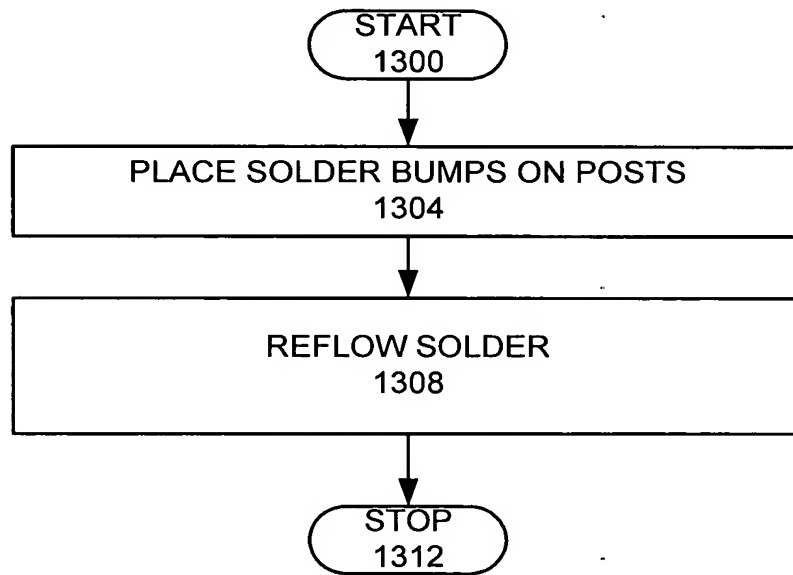 START
1300
PLACE SOLDER BUMPS ON POSTS
1304
REFLOW SOLDER
1308
STOP
1312